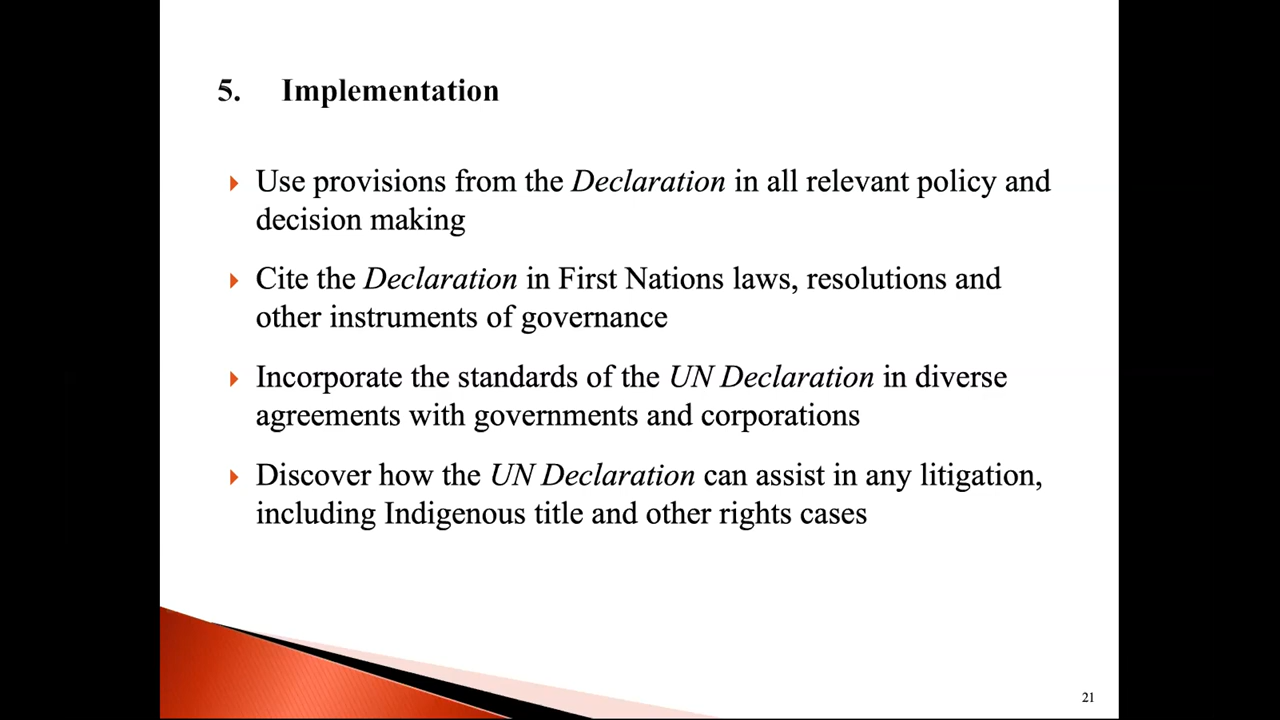 5. Implementation
Use provisions from the Declaration in all relevant policy and
decision making
Cite the Declaration in First Nations laws, resolutions and
other instruments of governance
Incorporate the standards of the UN Declaration in diverse
agreements with governments and corporations
Discover how the UN Declaration can assist in any litigation,
including Indigenous title and other rights cases
21